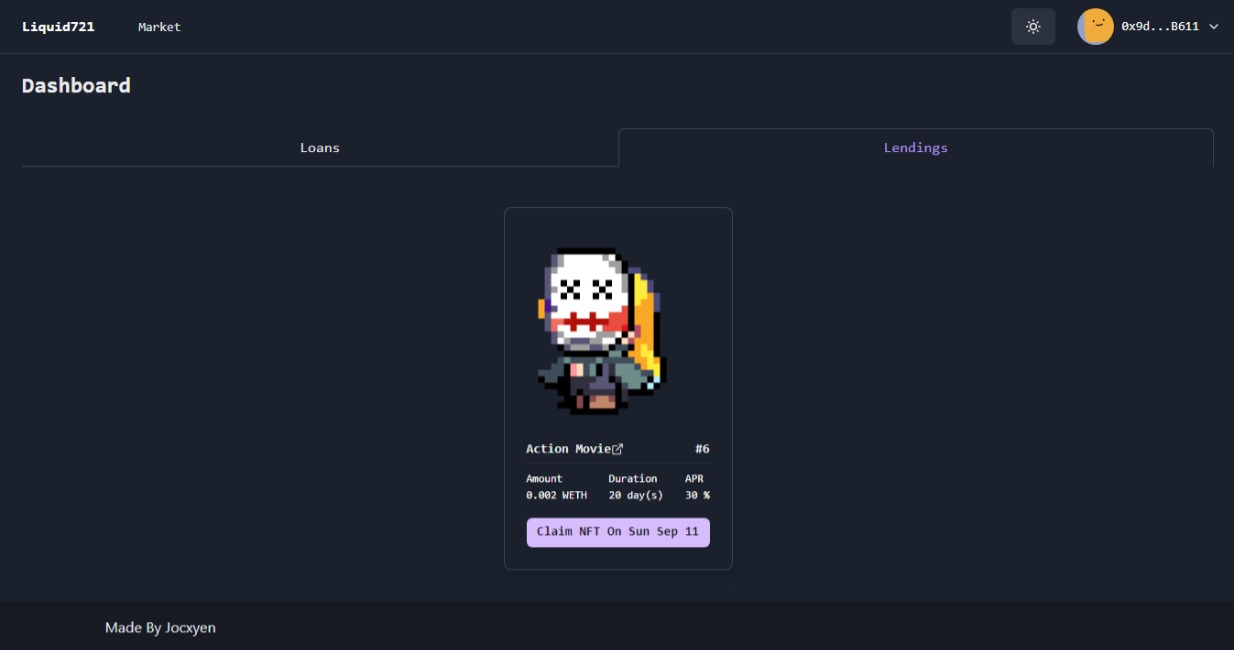 Liquid721 Market 0x9d...B611
Dashboard
Loans Lendings
Action Movie #6
Amount Duration APR
0.002 WETH 20 day(s) 30 %
Claim NFT On Sun Sep 11
Made By Jocxyen